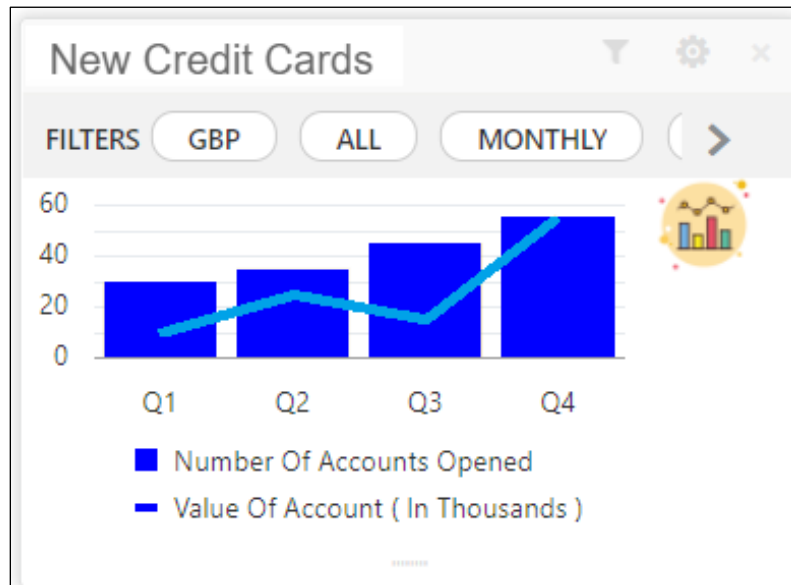 New Credit Cards
FILTERS GBP ALL MONTHLY
60
40
20
0
Q1 Q2 Q3 Q4
Number Of Accounts Opened
Value Of Account ( In Thousands )